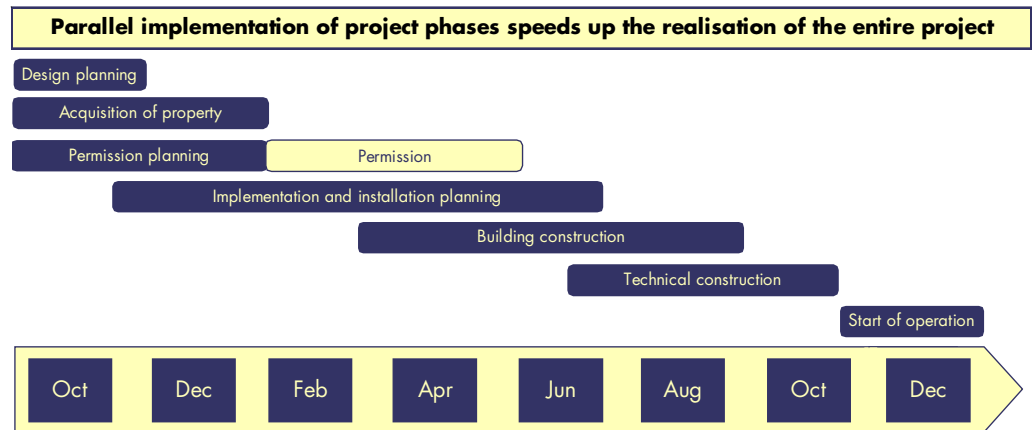 Parallel implementation of project phases speeds up the realisation of the entire project
Design planning
Acquisition of property
Permission planning
Permission
Implementation and installation planning
Building construction
Technical construction
Start of operation
Oct
Dec
Feb
Apr
Jun
Aug
Oct
Dec